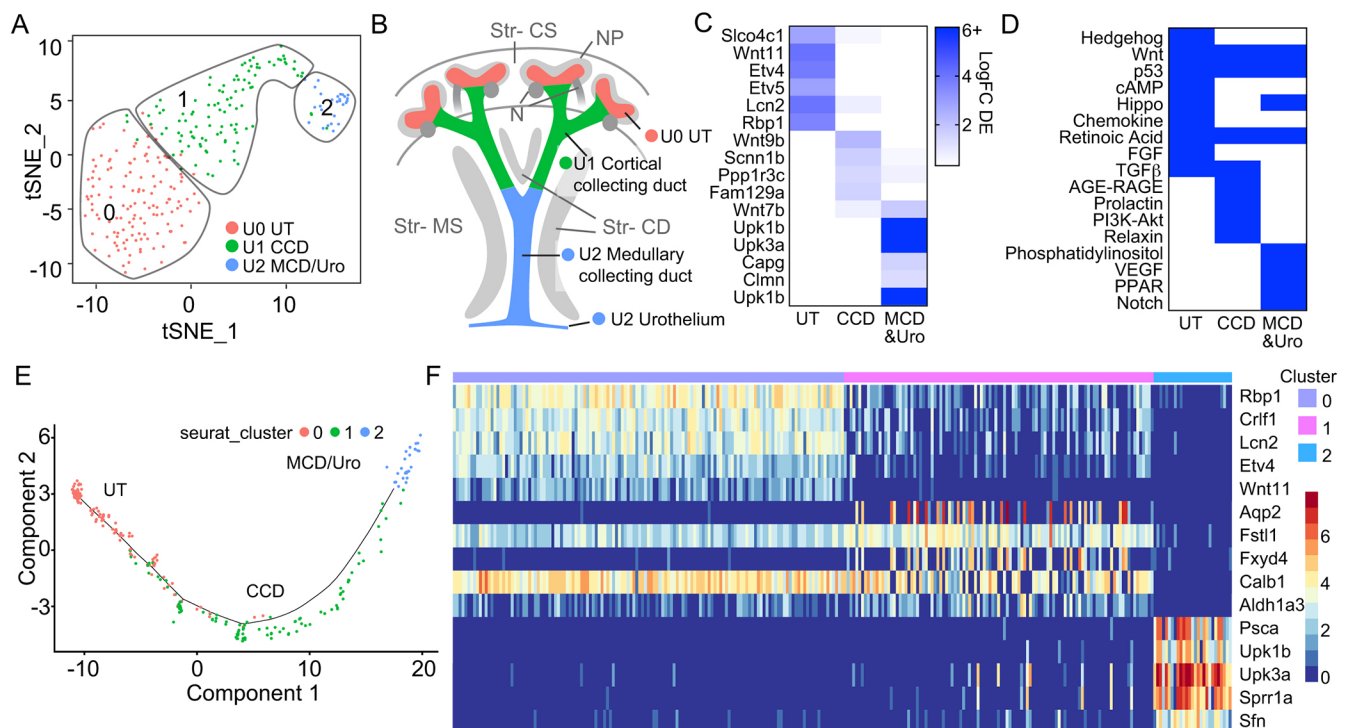 A
10
5
0
-5
-10
tSNE_2
-10
0
10
tSNE_1
0
1
2
U0 UT
U1 CCD
U2 MCD/Uro
B
Str- CS
NP
N
U0 UT
U1 Cortical
collecting duct
Str- MS
Str- CD
U2 Medullary
collecting duct
U2 Urothelium
C
Slco4c1
Wnt11
Etv4
Etv5
Lcn2
Rbp1
Wnt9b
Scnn1b
Ppp1r3c
Fam129a
Wnt7b
Upk1b
Upk3a
Capg
Clmn
Upk1b
UT
CCD
MCD
&Uro
6+
4
2
LogFC DE
D
Hedgehog
Wnt
p53
cAMP
Hippo
Chemokine
Retinoic Acid
FGF
TGFβ
AGE-RAGE
Prolactin
PI3K-Akt
Relaxin
Phosphatidylinositol
VEGF
PPAR
Notch
UT
CCD
MCD
&Uro
E
seurat_cluster 0 1 2
MCD/Uro
UT
CCD
6
3
0
-3
Component 2
-10
0
10
20
Component 1
F
Rbp1
Crlf1
Lcn2
Etv4
Wnt11
Aqp2
Fstl1
Fxyd4
Calb1
Aldh1a3
Psca
Upk1b
Upk3a
Sprr1a
Sfn
Cluster
0
1
2
6
4
2
0